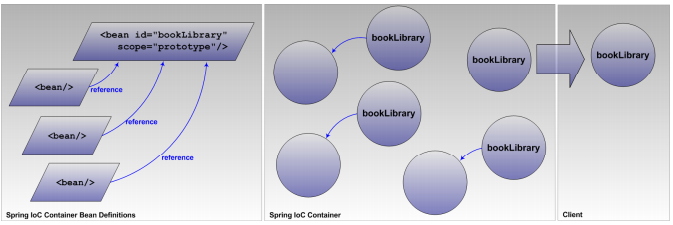 <bean id="bookLibrary"
scope="prototype"/>
<bean/>
reference
<bean/>
reference
<bean/>
reference
Spring IoC Container Bean Definitions
bookLibrary
bookLibrary
bookLibrary
bookLibrary
Spring IoC Container
bookLibrary
Client